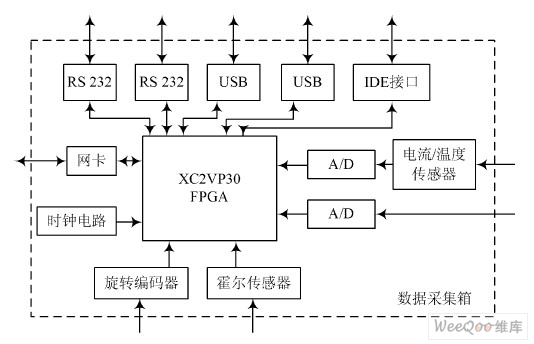 RS 232
RS 232
USB
USB
IDE接口
网卡
XC2VP30
FPGA
A/D
电流/温度
传感器
时钟电路
A/D
旋转编码器
霍尔传感器
数据采集箱
WeeQoo维库